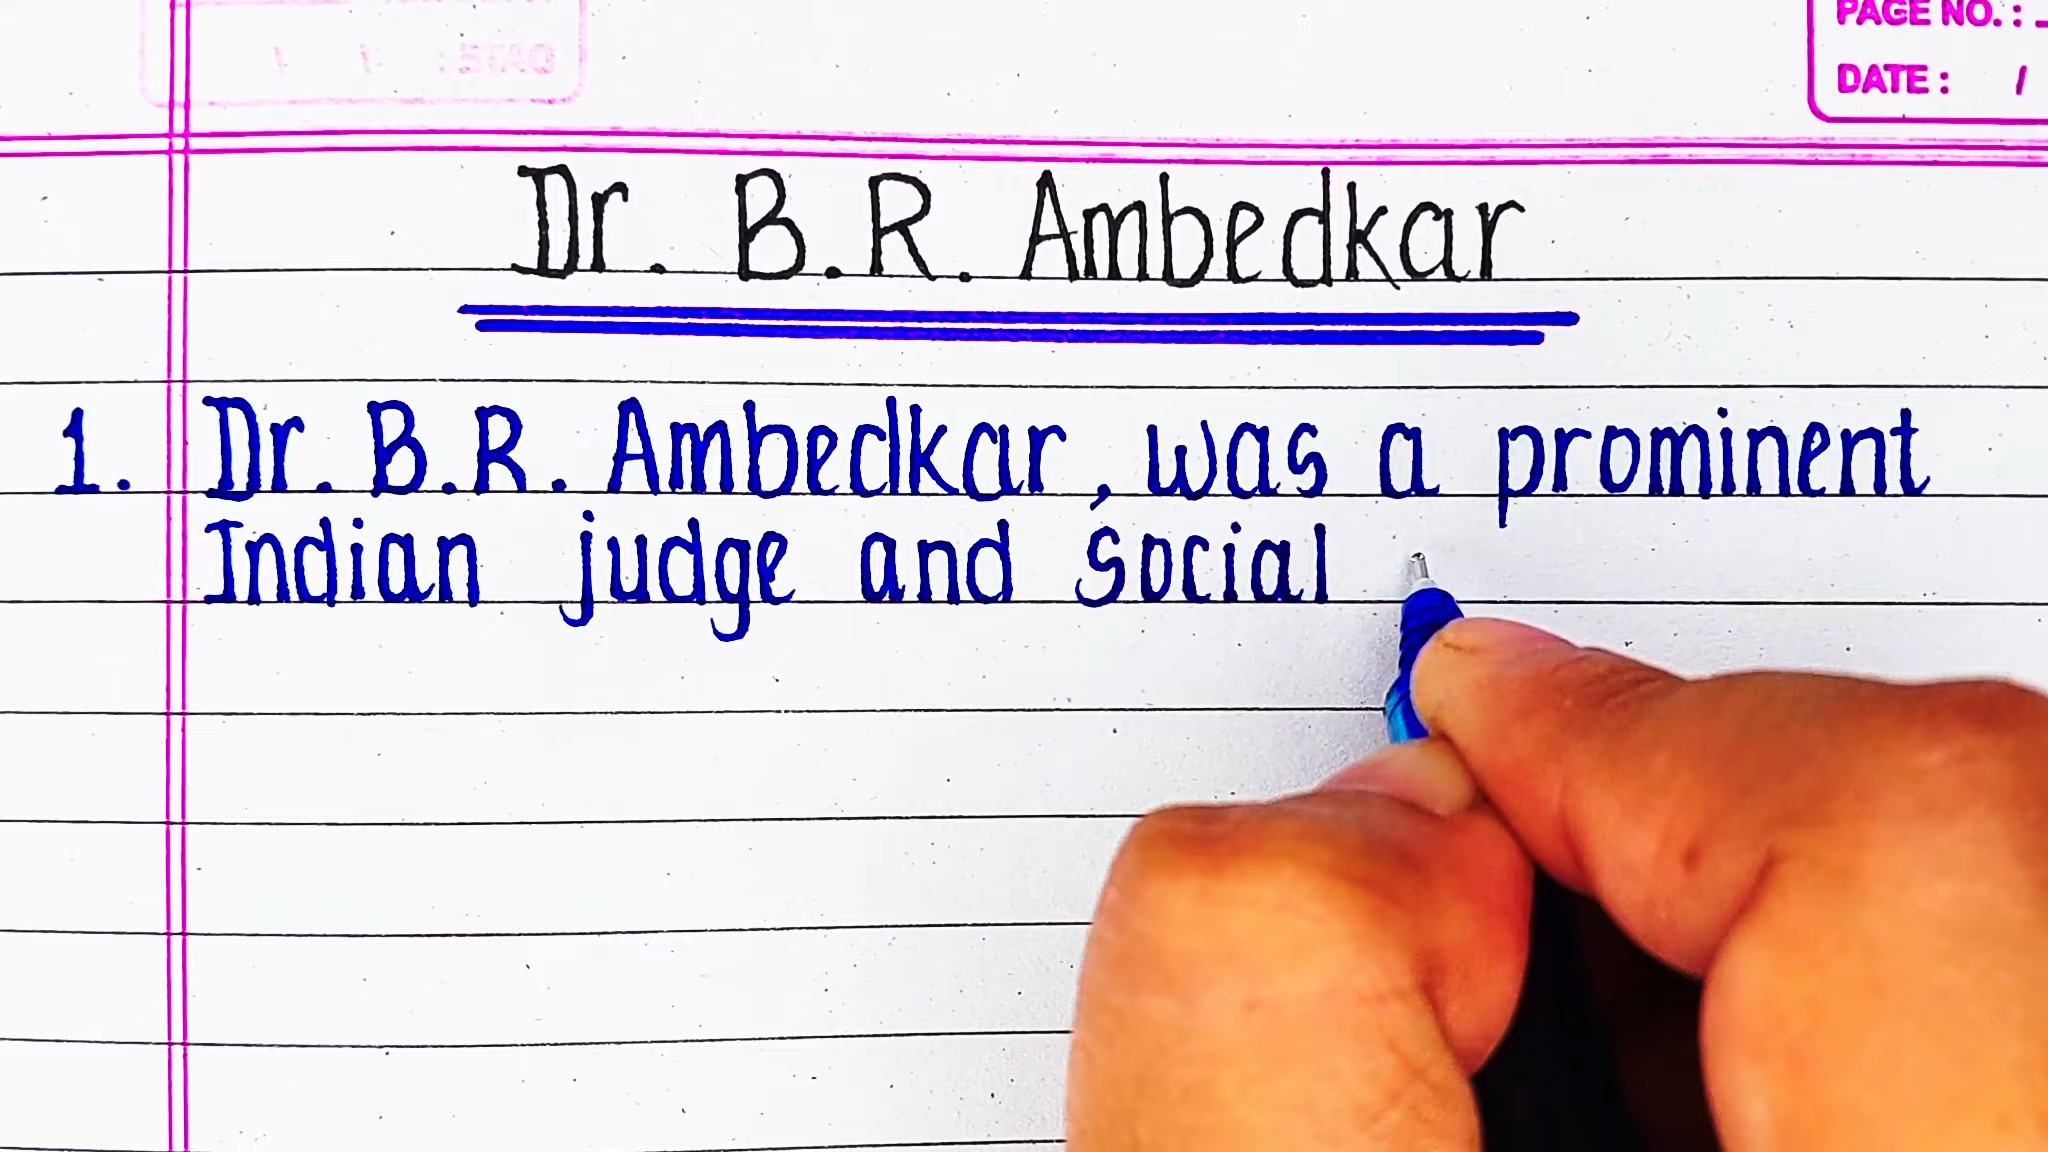 PAGE NO.:
DATE: /
Dr. B.R. Ambedkar
1. Dr. B.R. Ambedkar, was a prominent
Indian judge and social